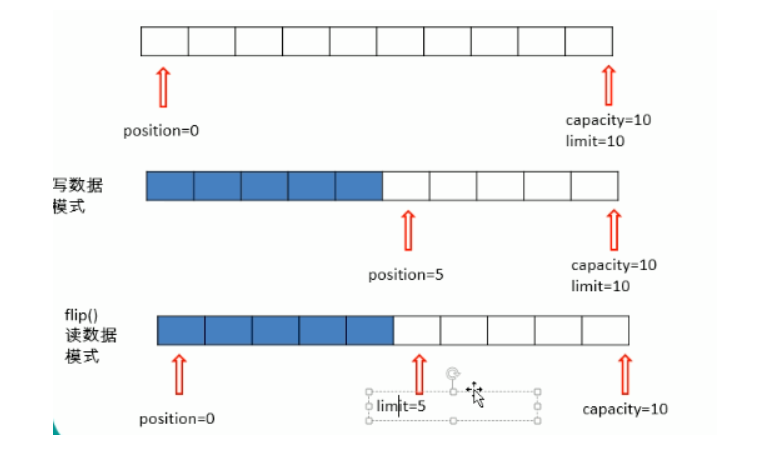 position=0
capacity=10
limit=10
写数据
模式
position=5
capacity=10
limit=10
flip()
读数据
模式
position=0
limit=5
capacity=10